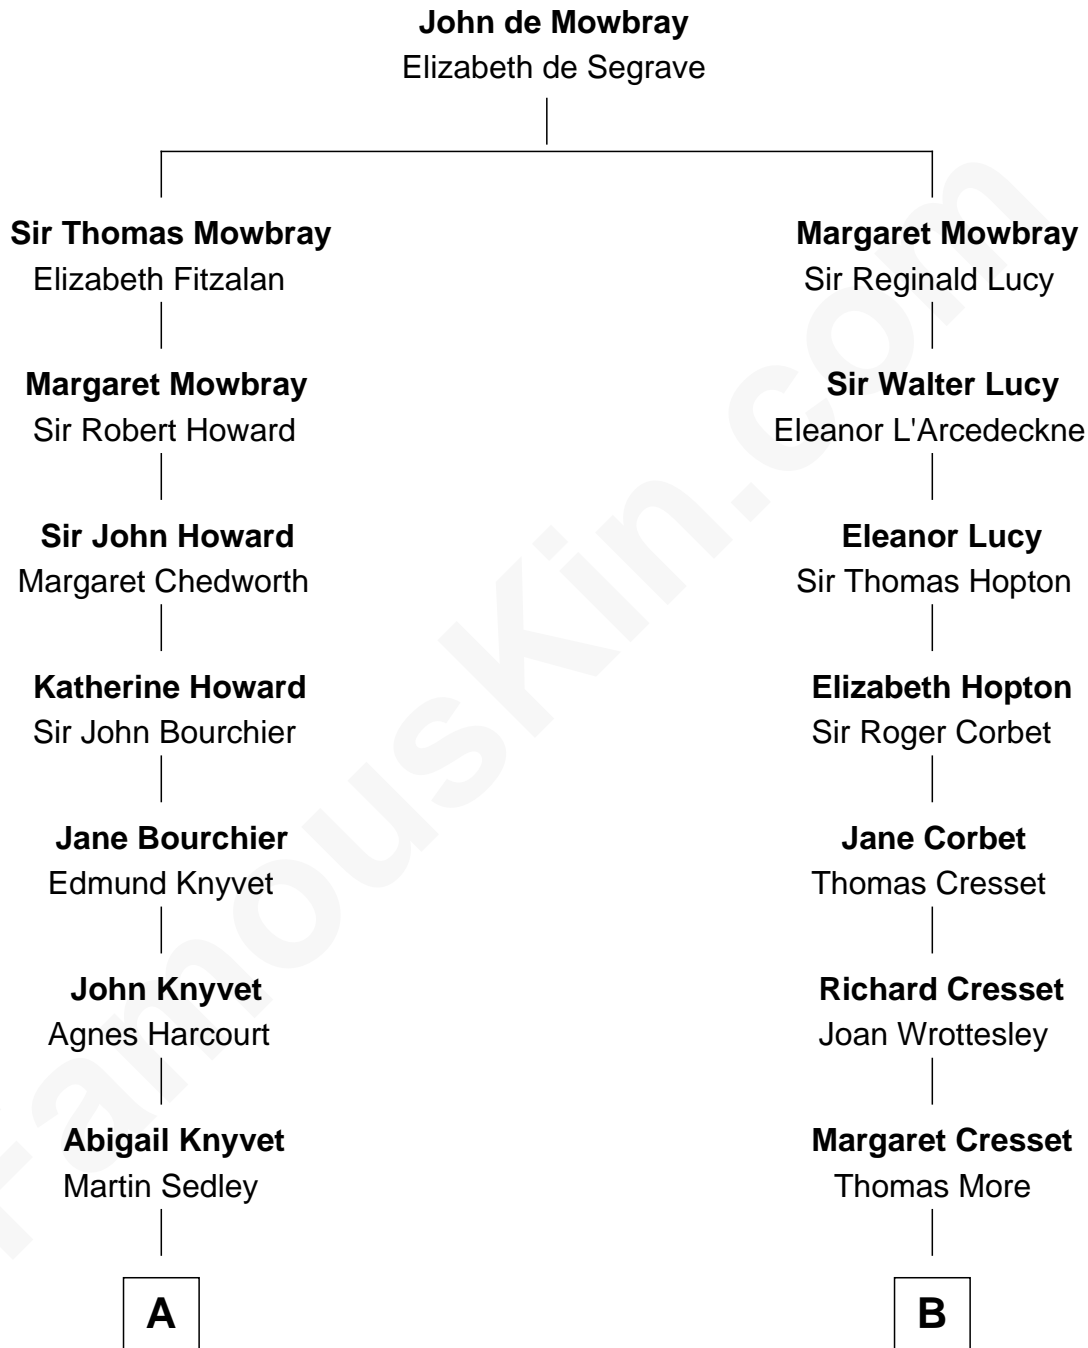 John de Mowbray
Elizabeth de Segrave
Sir Thomas Mowbray
Elizabeth Fitzalan
Margaret Mowbray
Sir Reginald Lucy
Margaret Mowbray
Sir Robert Howard
Sir Walter Lucy
Eleanor L'Arcedeckne
Sir John Howard
Margaret Chedworth
Eleanor Lucy
Sir Thomas Hopton
Katherine Howard
Sir John Bourchier
Elizabeth Hopton
Sir Roger Corbet
Jane Bourchier
Edmund Knyvet
Jane Corbet
Thomas Cresset
John Knyvet
Agnes Harcourt
Richard Cresset
Joan Wrottesley
Abigail Knyvet
Martin Sedley
Margaret Cresset
Thomas More
A
B
FamousKin.com